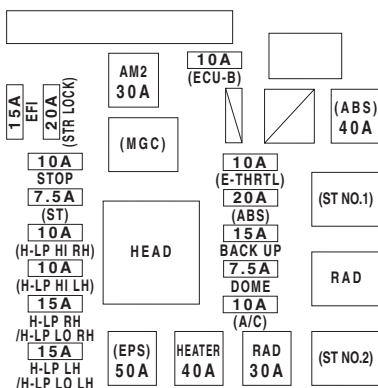 10A
(ECU-B)
AM2
30A
15A
EFI
20A
(STR LOCK)
(ABS)
40A
(MGC)
10A
STOP
7.5A
(ST)
10A
(H-LP HI RH)
10A
(H-LP HI LH)
15A
H-LP RH
/H-LP LO RH
15A
H-LP LH
/H-LP LO LH
HEAD
10A
(E-THRTL)
20A
(ABS)
15A
BACK UP
7.5A
DOME
10A
(A/C)
(ST NO.1)
RAD
(EPS)
50A
HEATER
40A
RAD
30A
(ST NO.2)